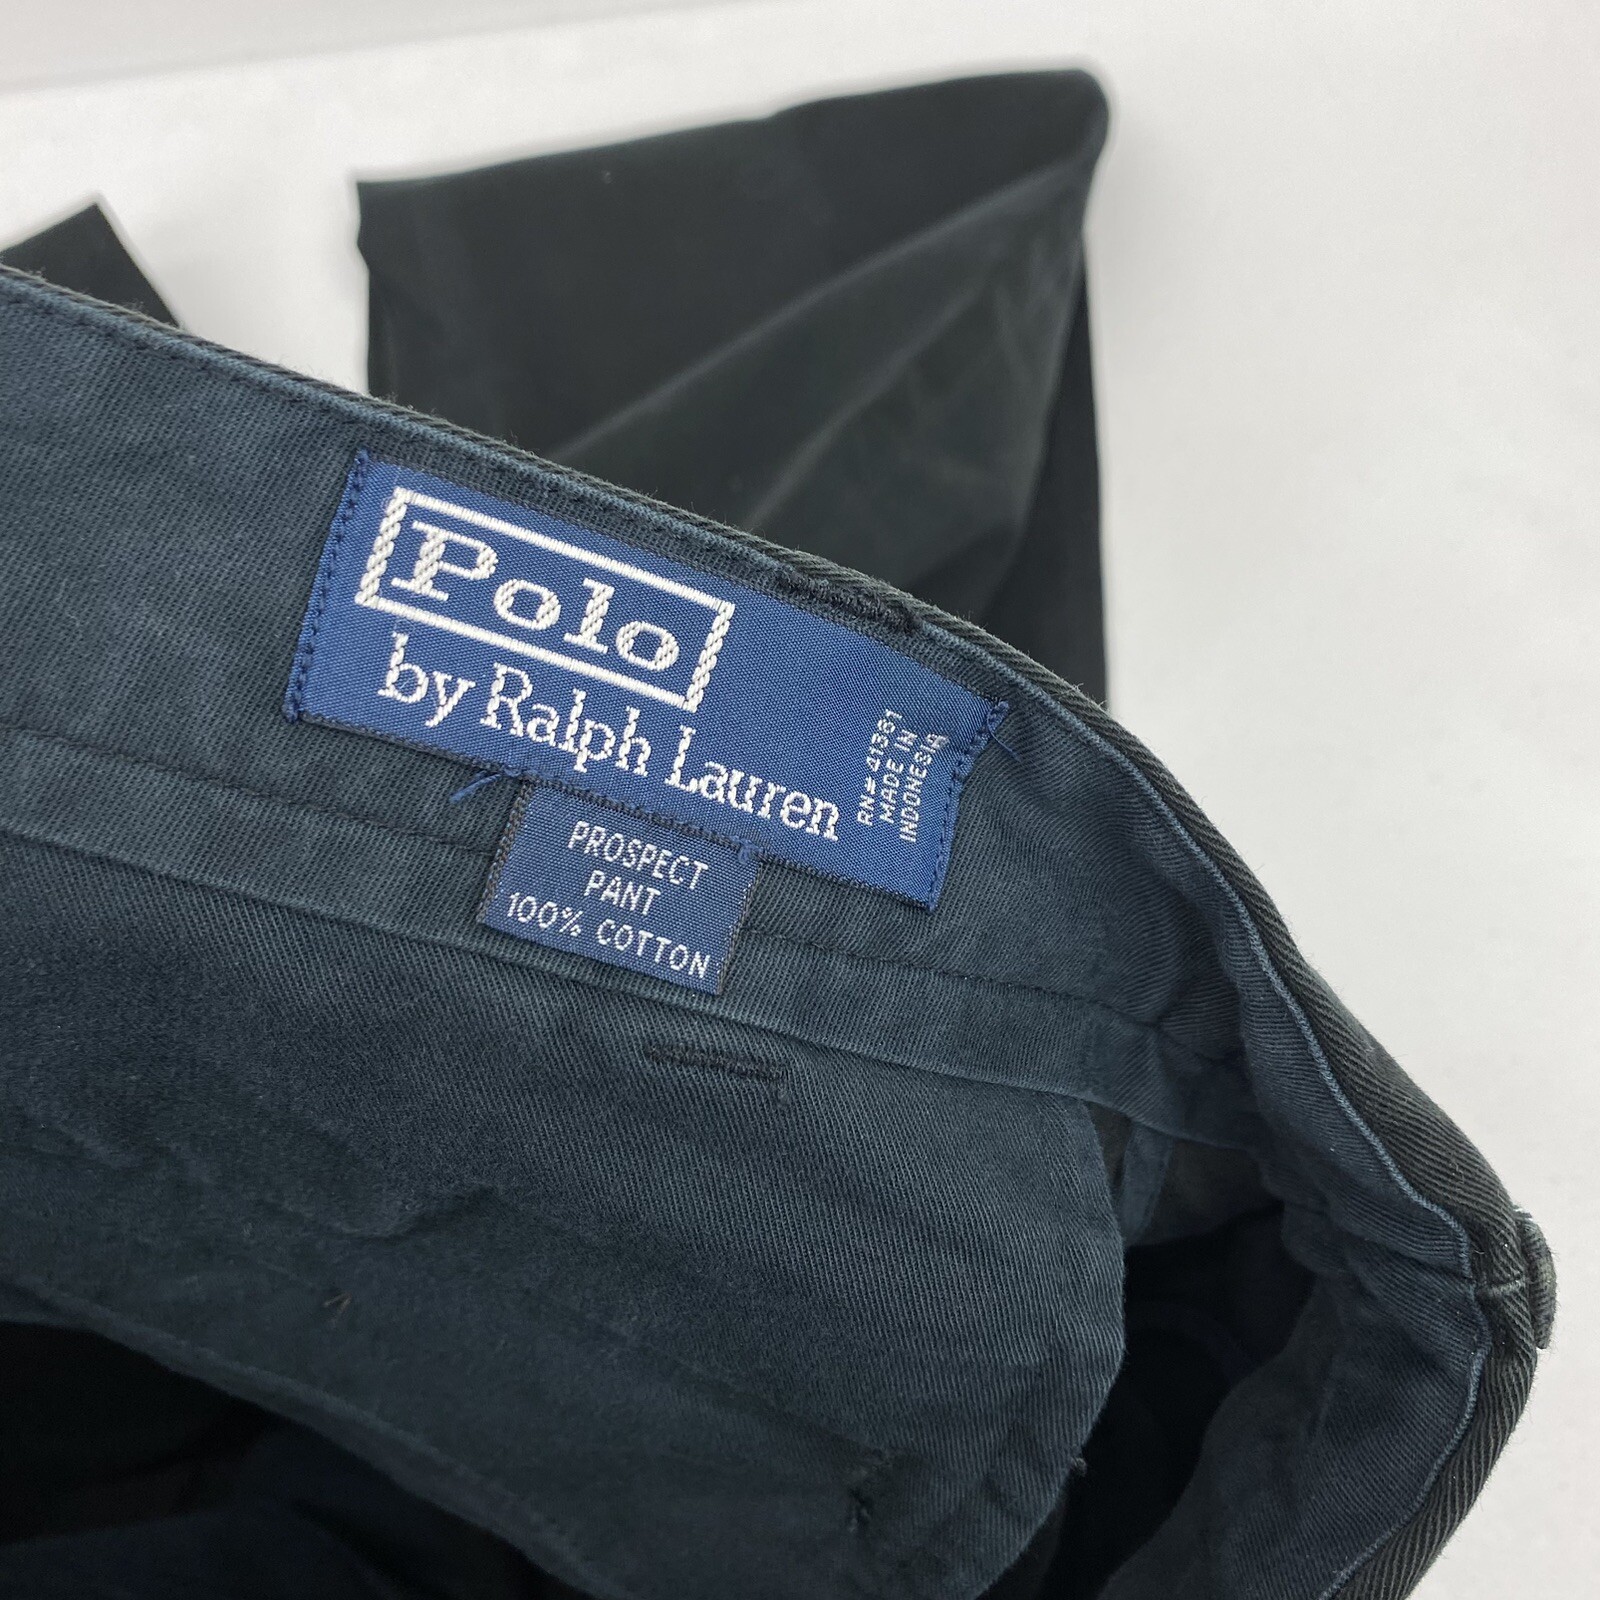 Polo
by Ralph Lauren
RN# 41381
MADE IN
INDONESIA
PROSPECT
PANT
100% COTTON